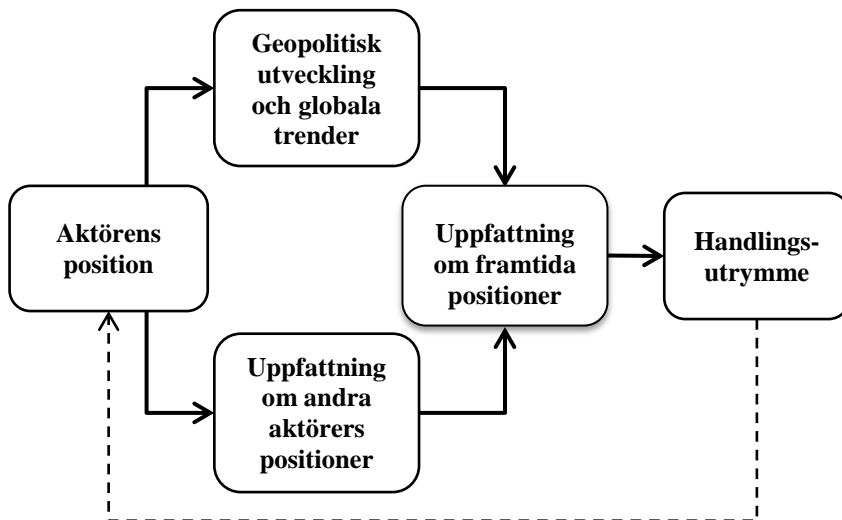 Geopolitisk
utveckling
och globala
trender
Aktörens
position
Uppfattning
om framtida
positioner
Handlings-
utrymme
Uppfattning
om andra
aktörers
positioner